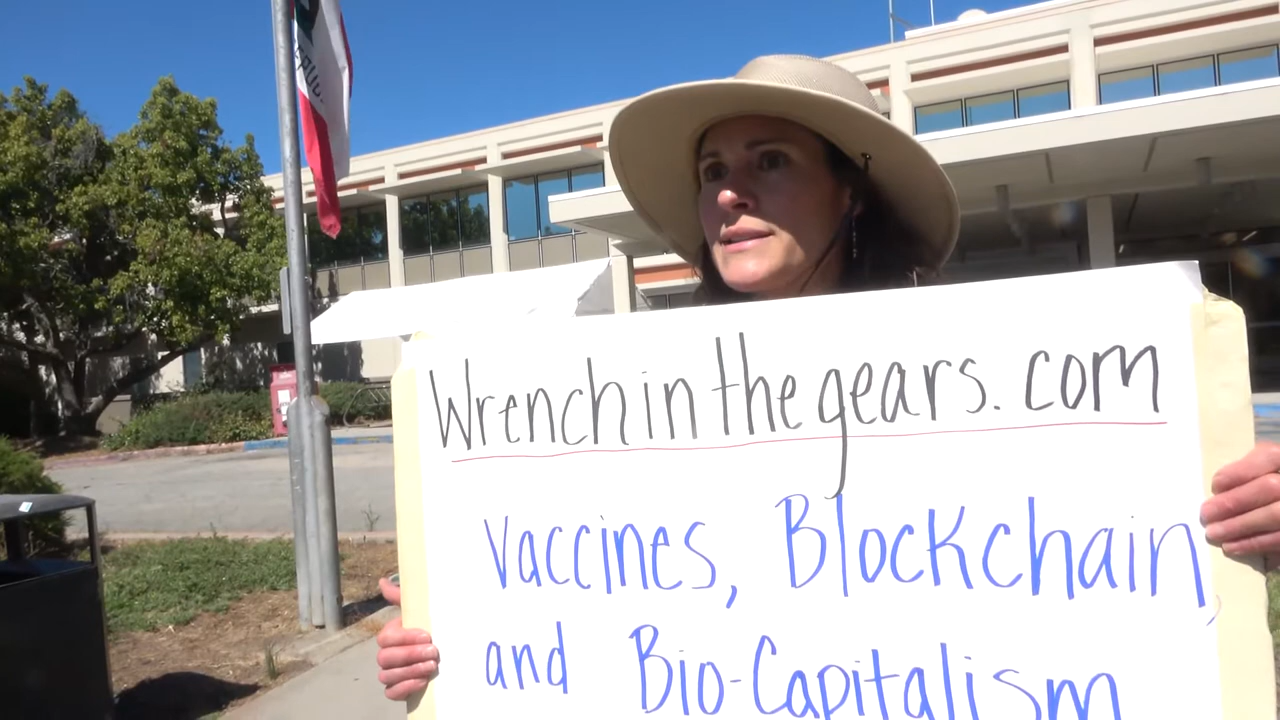 Wrenchinthegears.com
Vaccines, Blockchain,
and Bio-Capitalism